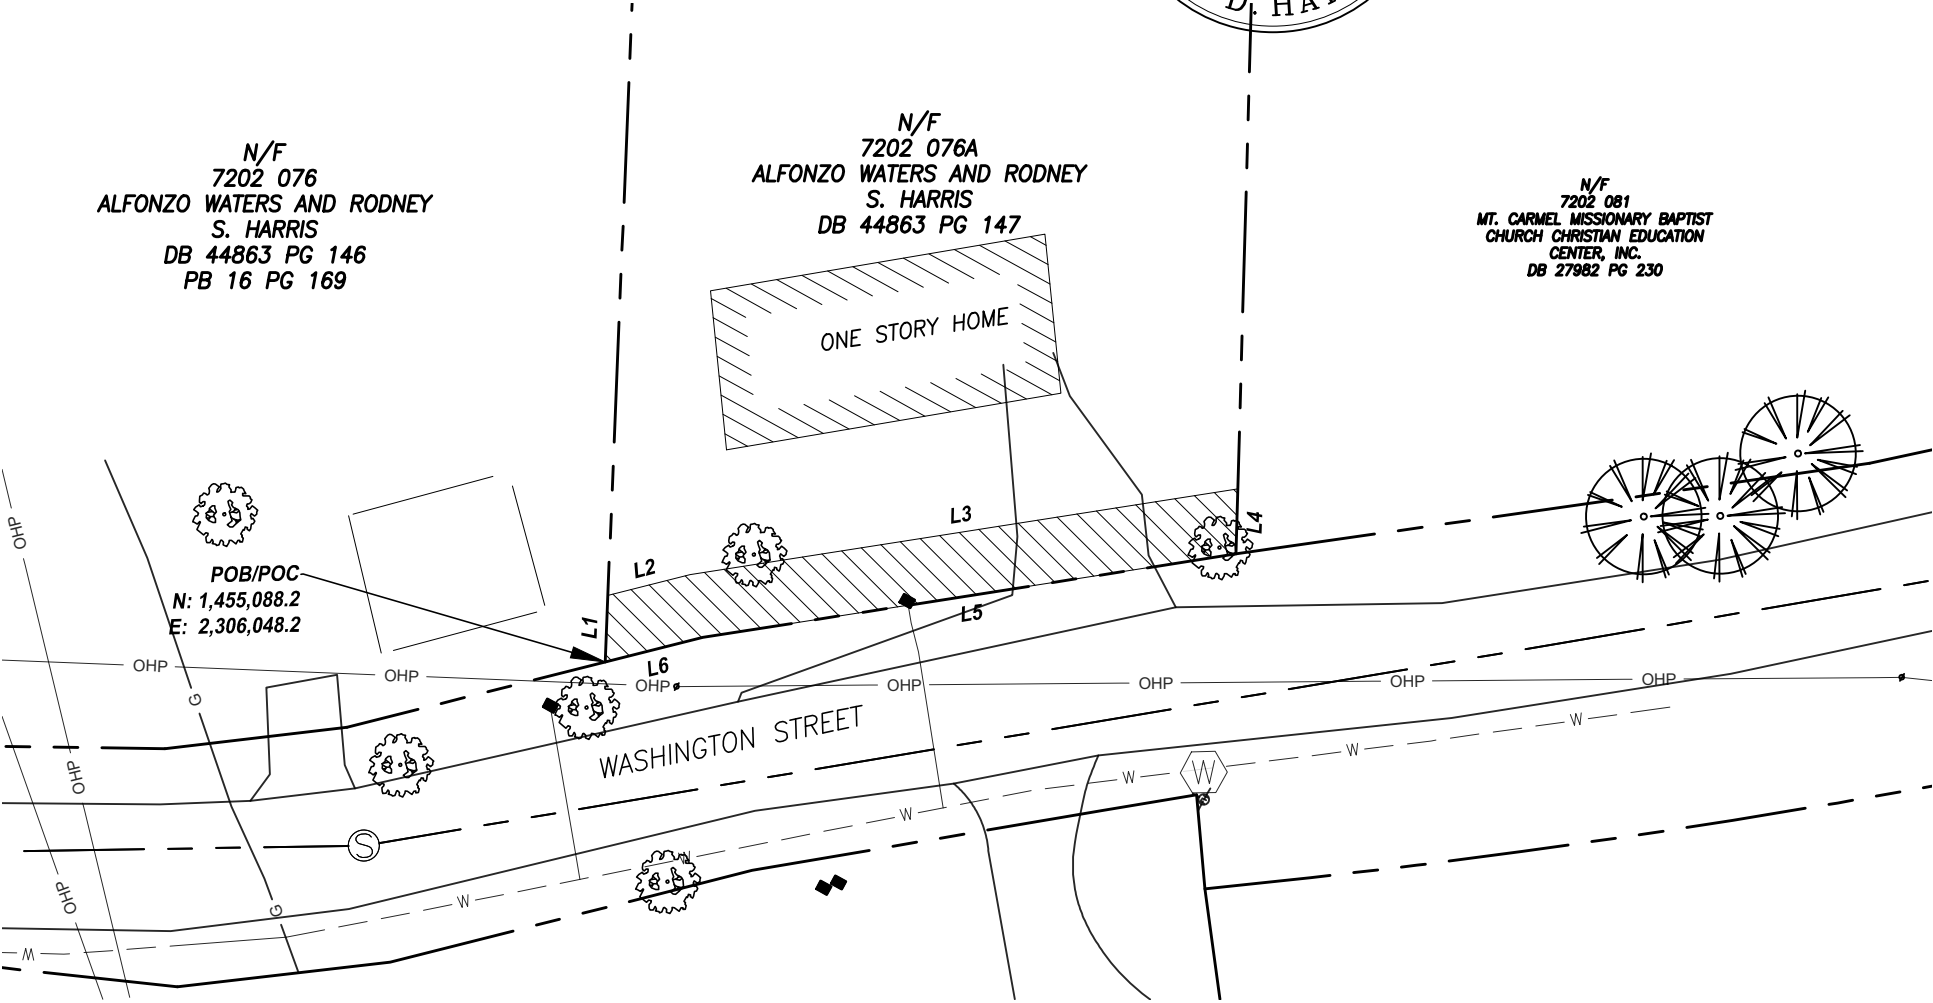 D. HA
N/F
7202 076
ALFONZO WATERS AND RODNEY
S. HARRIS
DB 44863 PG 146
PB 16 PG 169
N/F
7202 076A
ALFONZO WATERS AND RODNEY
S. HARRIS
DB 44863 PG 147
N/F
7202 081
MT. CARMEL MISSIONARY BAPTIST
CHURCH CHRISTIAN EDUCATION
CENTER, INC.
DB 27982 PG 230
ONE STORY HOME
L3
L4
L2
OHP
POB/POC
N: 1,455,088.2
E: 2,306,048.2
L1
L5
L6
OHP
OHP
OHP
OHP
OHP
OHP
OHP
G
WASHINGTON STREET
W
W
OHP
W
W
W
S
W
OHP
W
G
W